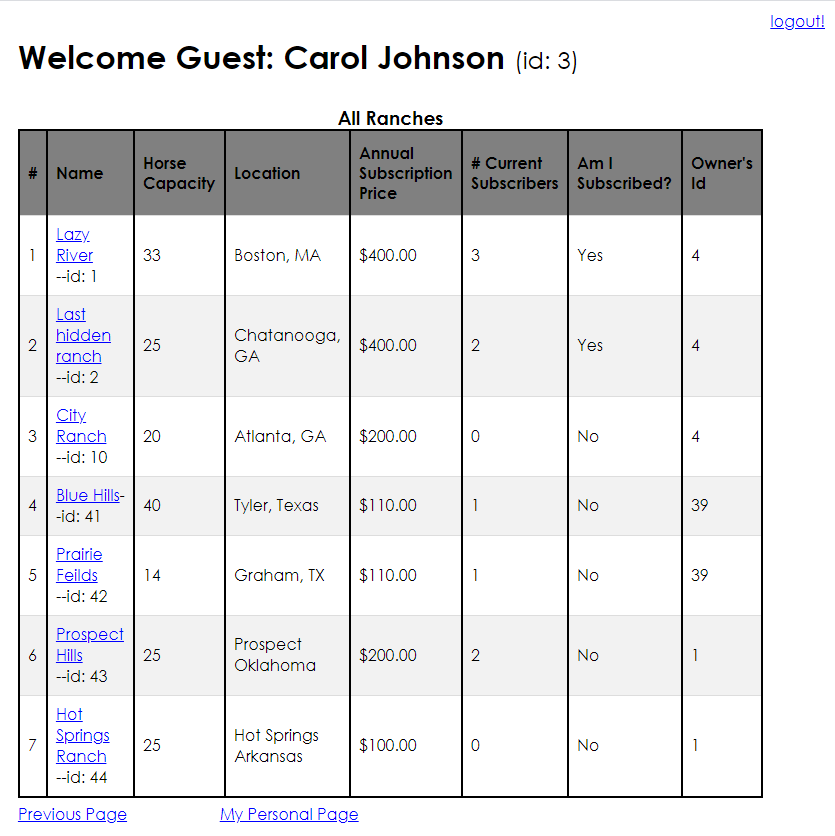 logout!
Welcome Guest: Carol Johnson (id: 3)
All Ranches
# Name Horse Capacity Location Annual Subscription Price # Current Subscribers Am I Subscribed? Owner's Id
1 Lazy River --id: 1 33 Boston, MA $400.00 3 Yes 4
2 Last hidden ranch --id: 2 25 Chatanooga, GA $400.00 2 Yes 4
3 City Ranch --id: 10 20 Atlanta, GA $200.00 0 No 4
4 Blue Hills--id: 41 40 Tyler, Texas $110.00 1 No 39
5 Prairie Feilds --id: 42 14 Graham, TX $110.00 1 No 39
6 Prospect Hills --id: 43 25 Prospect Oklahoma $200.00 2 No 1
7 Hot Springs Ranch --id: 44 25 Hot Springs Arkansas $100.00 0 No 1
Previous Page My Personal Page